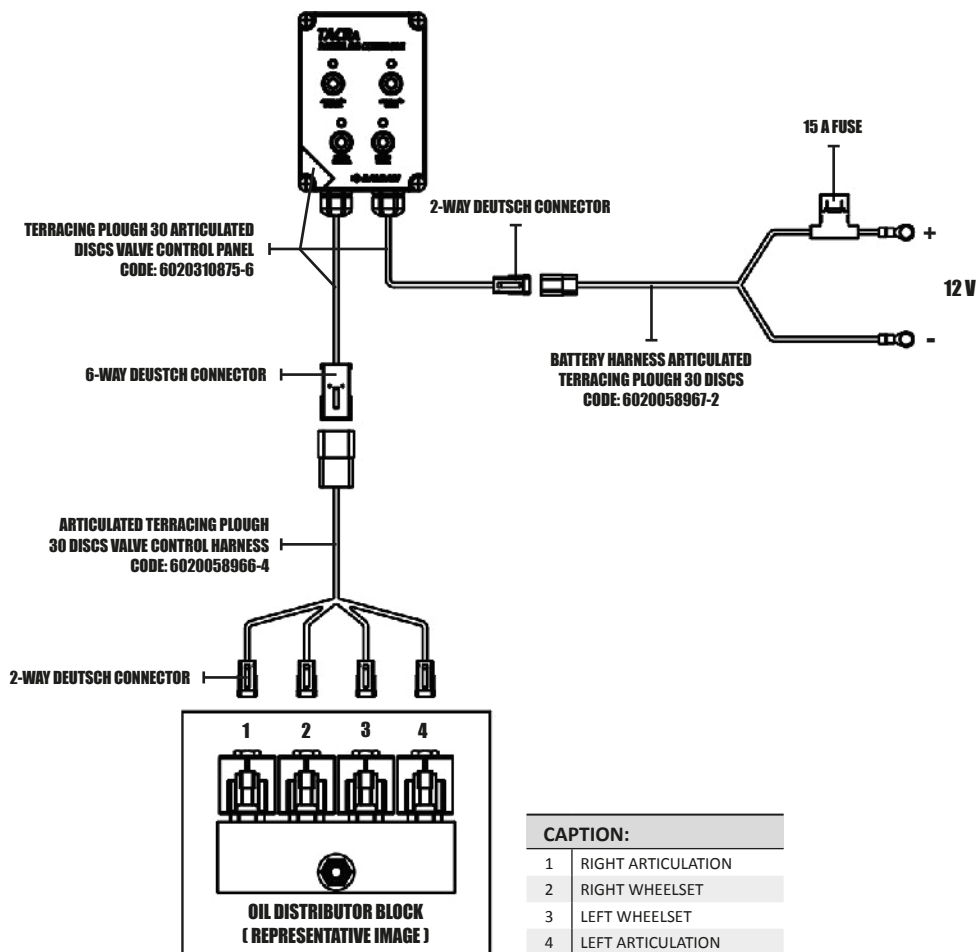 TACBA
15 A FUSE
2-WAY DEUTSCH CONNECTOR
TERRACING PLOUGH 30 ARTICULATED
DISCS VALVE CONTROL PANEL
CODE: 6020310875-6
+
12 V
-
BATTERY HARNESS ARTICULATED
TERRACING PLOUGH 30 DISCS
CODE: 6020058967-2
6-WAY DEUSTCH CONNECTOR
ARTICULATED TERRACING PLOUGH
30 DISCS VALVE CONTROL HARNESS
CODE: 6020058966-4
2-WAY DEUTSCH CONNECTOR
1 2 3 4
OIL DISTRIBUTOR BLOCK
( REPRESENTATIVE IMAGE )
CAPTION:
1 RIGHT ARTICULATION
2 RIGHT WHEELSET
3 LEFT WHEELSET
4 LEFT ARTICULATION